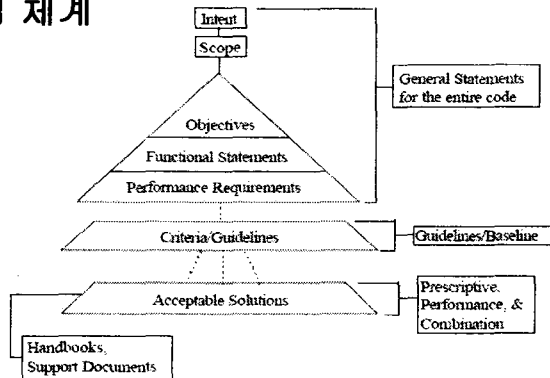 체계
Intent
Scope
General Statements
for the entire code
Objectives
Functional Statements
Performance Requirements
Criteria/Guidelines
Guidelines/Baseline
Acceptable Solutions
Prescriptive,
Performance, &
Combination
Handbooks,
Support Documents